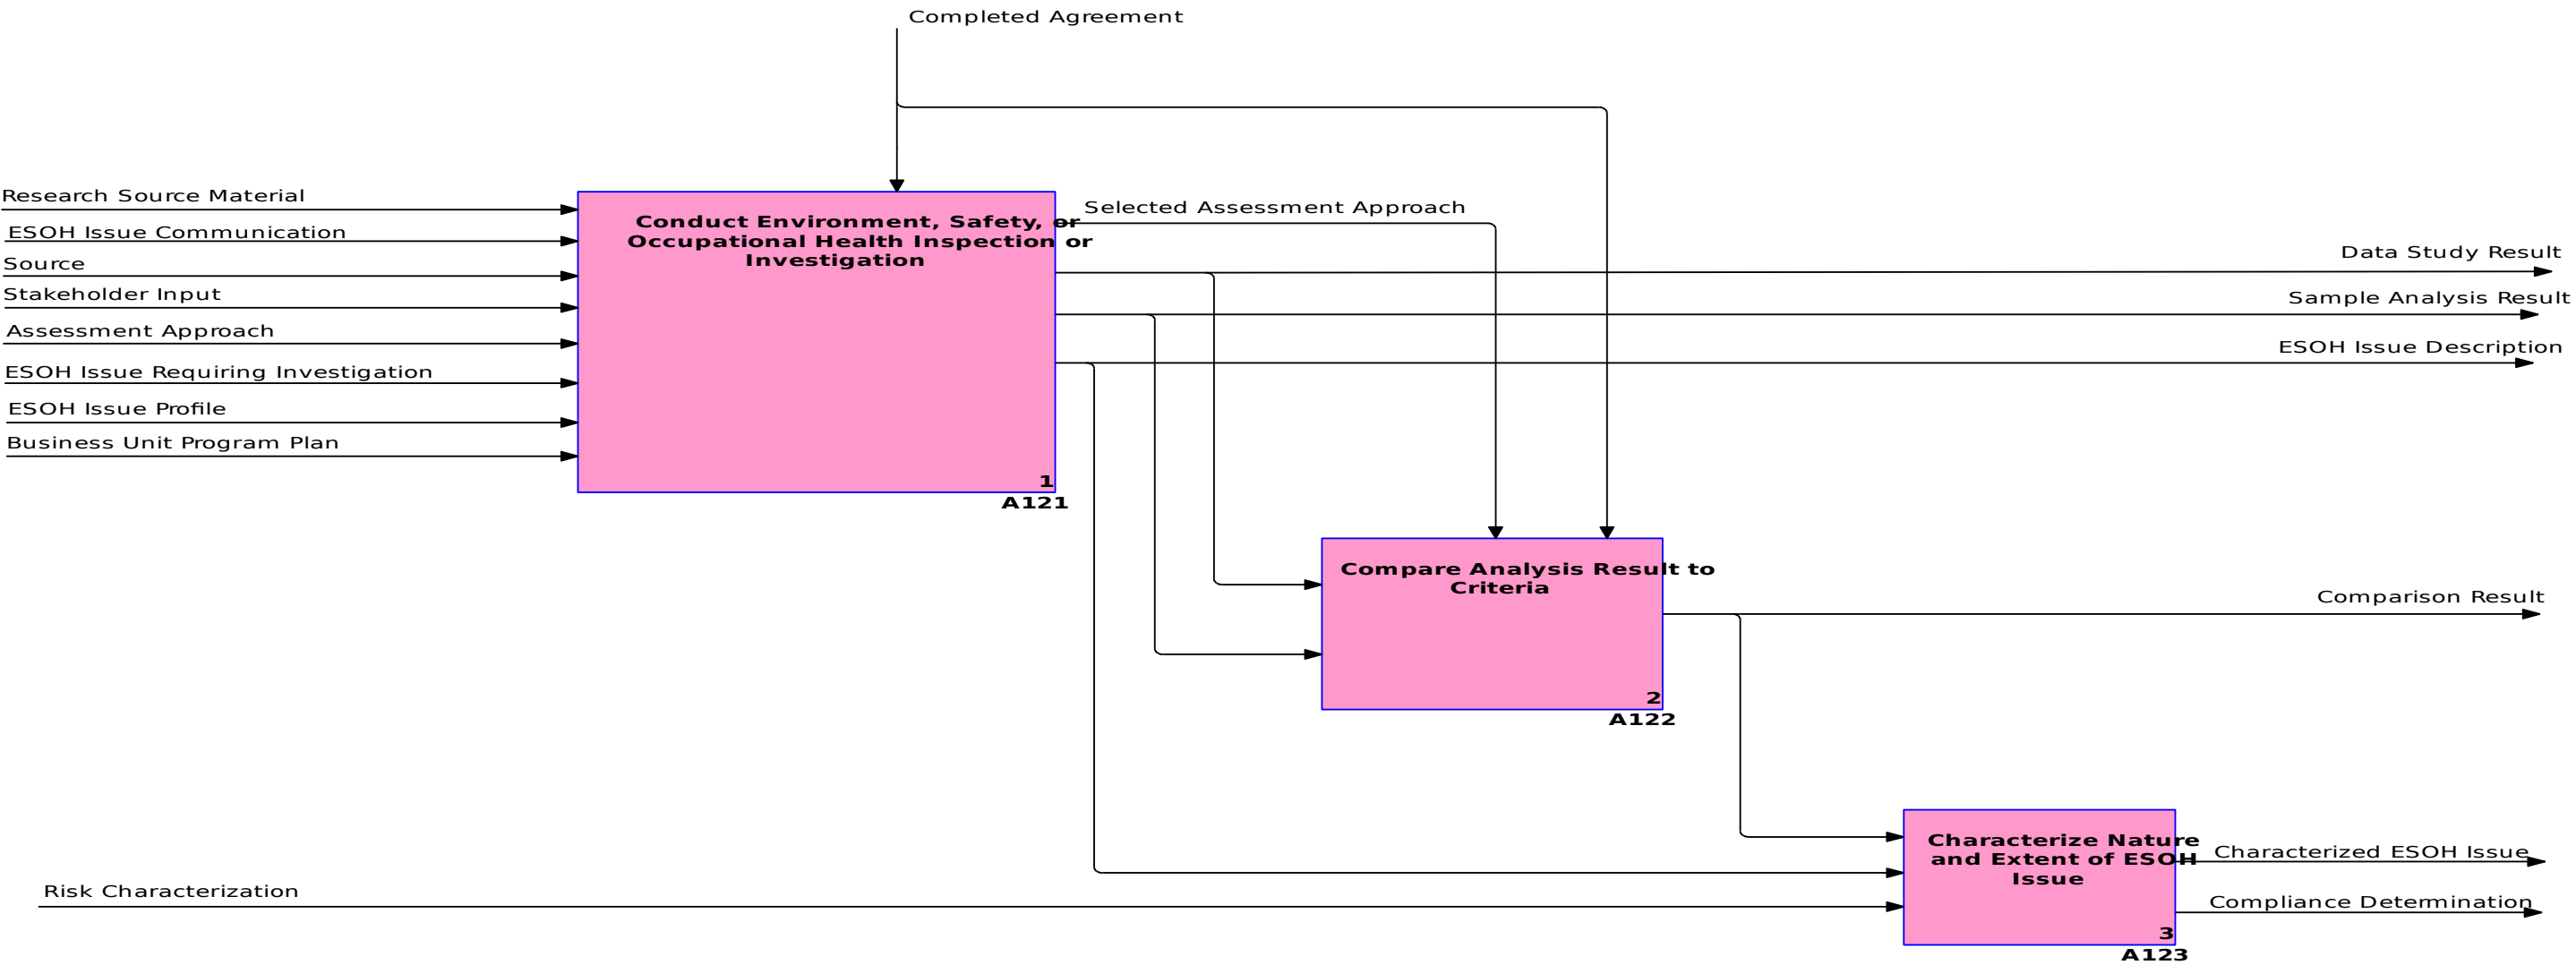 Completed Agreement
Research Source Material
ESOH Issue Communication
Source
Stakeholder Input
Assessment Approach
ESOH Issue Requiring Investigation
ESOH Issue Profile
Business Unit Program Plan
Conduct Environment, Safety, or
Occupational Health Inspection or
Investigation
1
A121
Selected Assessment Approach
Data Study Result
Sample Analysis Result
ESOH Issue Description
Compare Analysis Result to
Criteria
2
A122
Comparison Result
Risk Characterization
Characterize Nature
and Extent of ESOH
Issue
3
A123
Characterized ESOH Issue
Compliance Determination